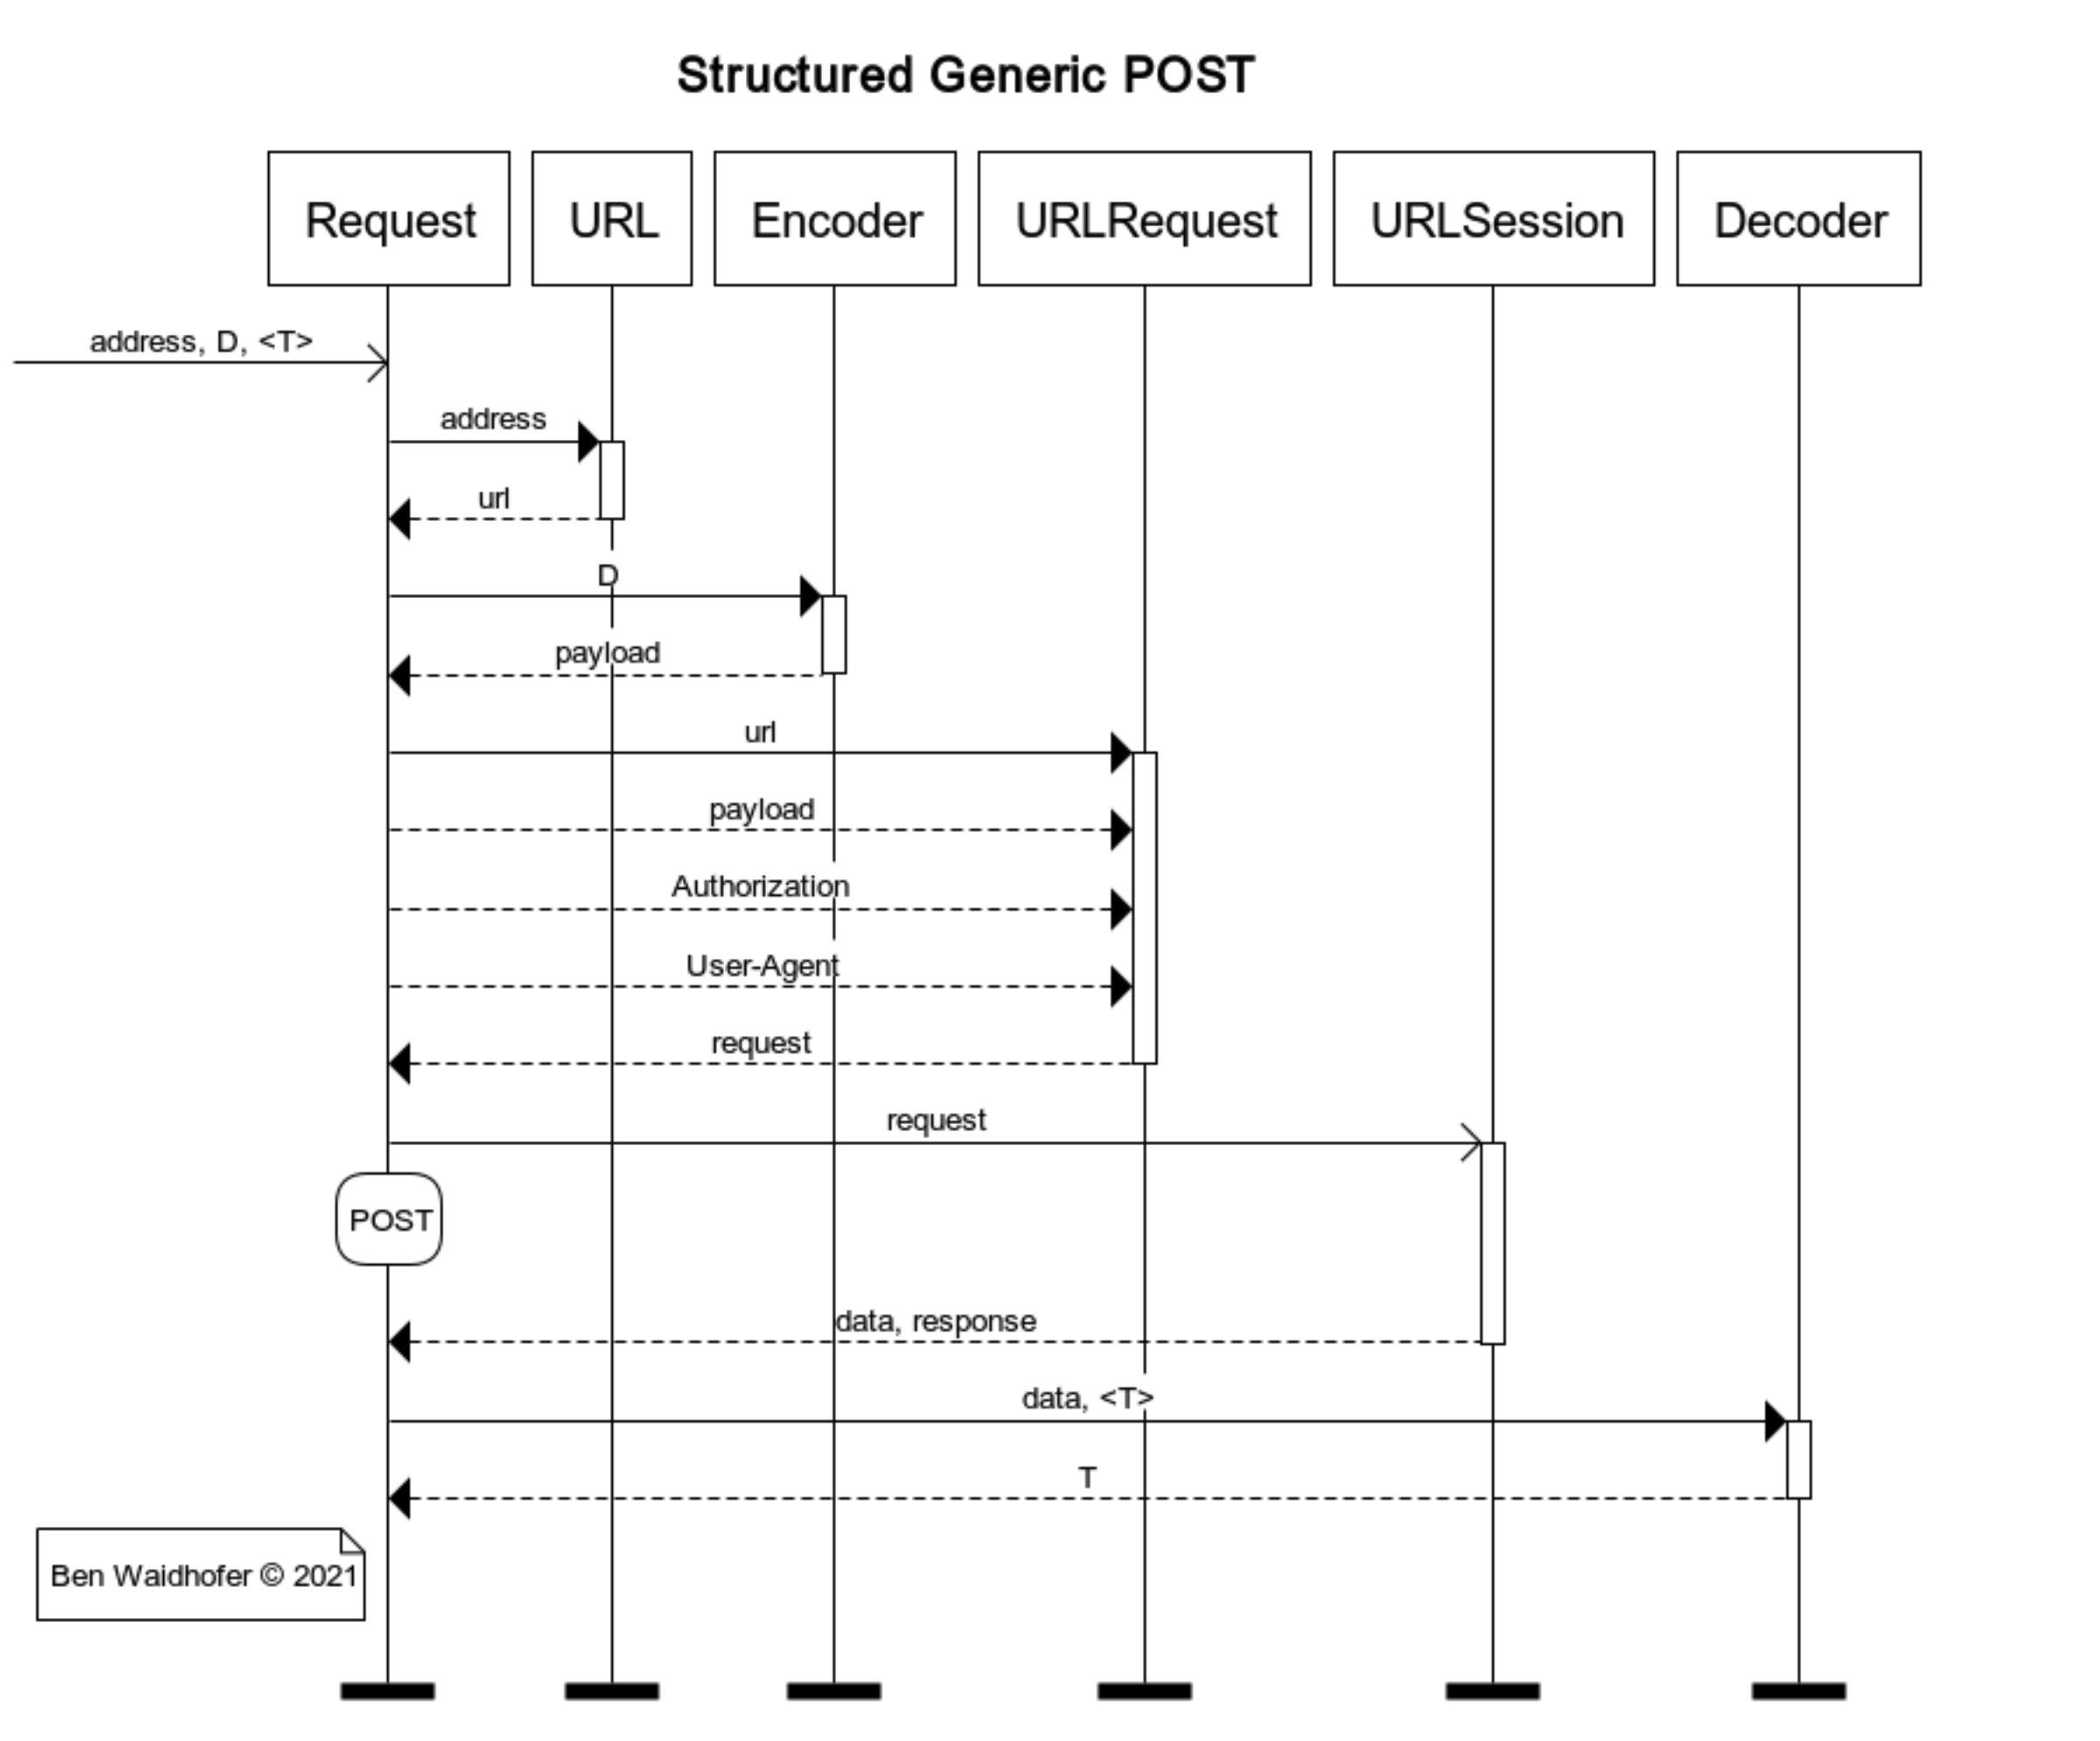 Structured Generic POST
Request
URL
Encoder
URLRequest
URLSession
Decoder
address, D, <T>
address
url
D
payload
url
payload
Authorization
User-Agent
request
request
POST
data, response
data, <T>
T
Ben Waidhofer © 2021